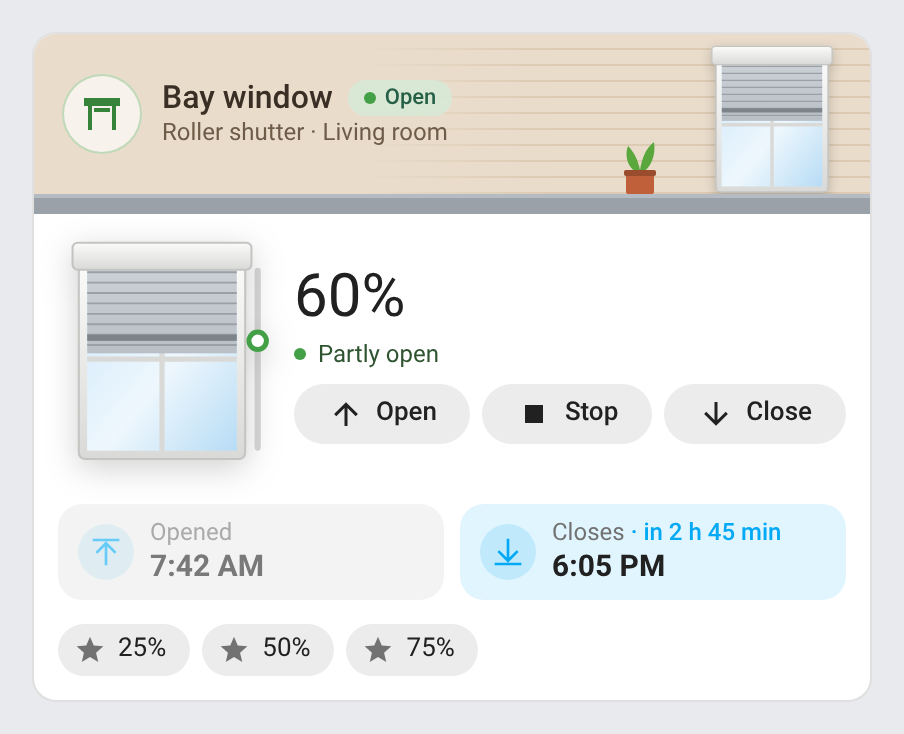 Bay window
Open
Roller shutter · Living room
60%
Partly open
Open
Stop
Close
Opened
7:42 AM
Closes · in 2 h 45 min
6:05 PM
25%
50%
75%